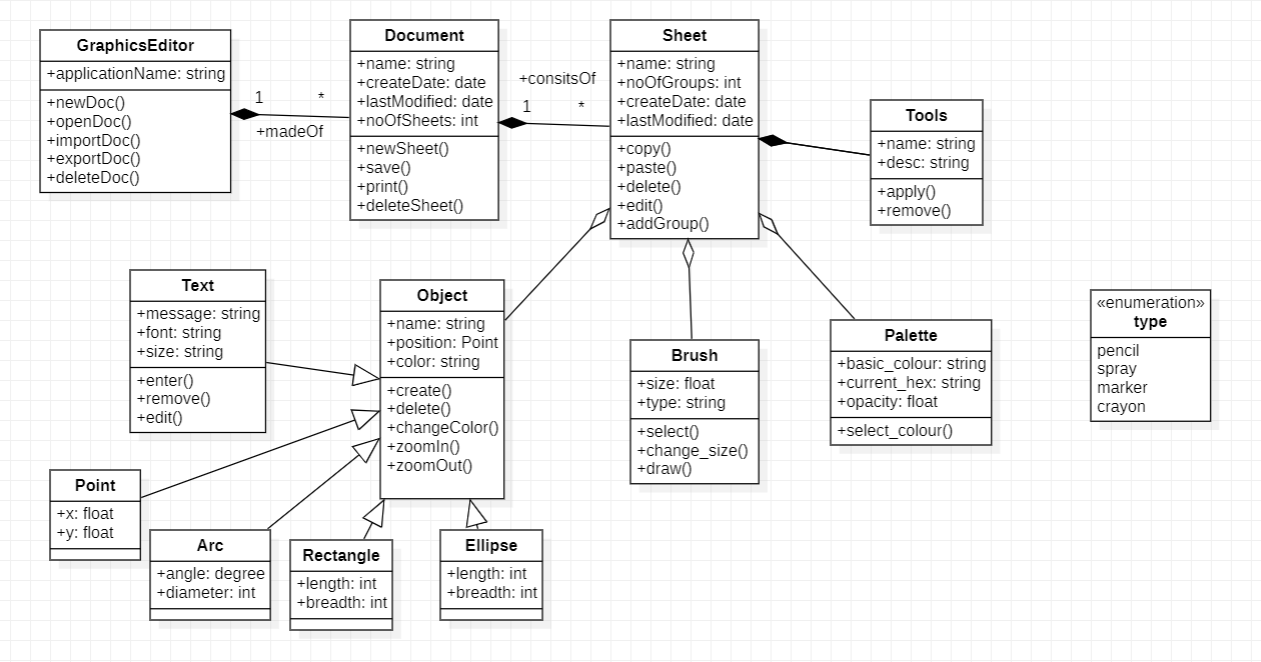 GraphicsEditor
+applicationName: string
+newDoc()
+openDoc()
+importDoc()
+exportDoc()
+deleteDoc()
1
*
+madeOf
Document
+name: string
+createDate: date
+lastModified: date
+noOfSheets: int
+newSheet()
+save()
+print()
+deleteSheet()
+consitsOf
1
*
Sheet
+name: string
+noOfGroups: int
+createDate: date
+lastModified: date
+copy()
+paste()
+delete()
+edit()
+addGroup()
Tools
+name: string
+desc: string
+apply()
+remove()
Text
+message: string
+font: string
+size: string
+enter()
+remove()
+edit()
Object
+name: string
+position: Point
+color: string
+create()
+delete()
+changeColor()
+zoomIn()
+zoomOut()
Brush
+size: float
+type: string
+select()
+change_size()
+draw()
Palette
+basic_colour: string
+current_hex: string
+opacity: float
+select_colour()
«enumeration»
type
pencil
spray
marker
crayon
Point
+x: float
+y: float
Arc
+angle: degree
+diameter: int
Rectangle
+length: int
+breadth: int
Ellipse
+length: int
+breadth: int